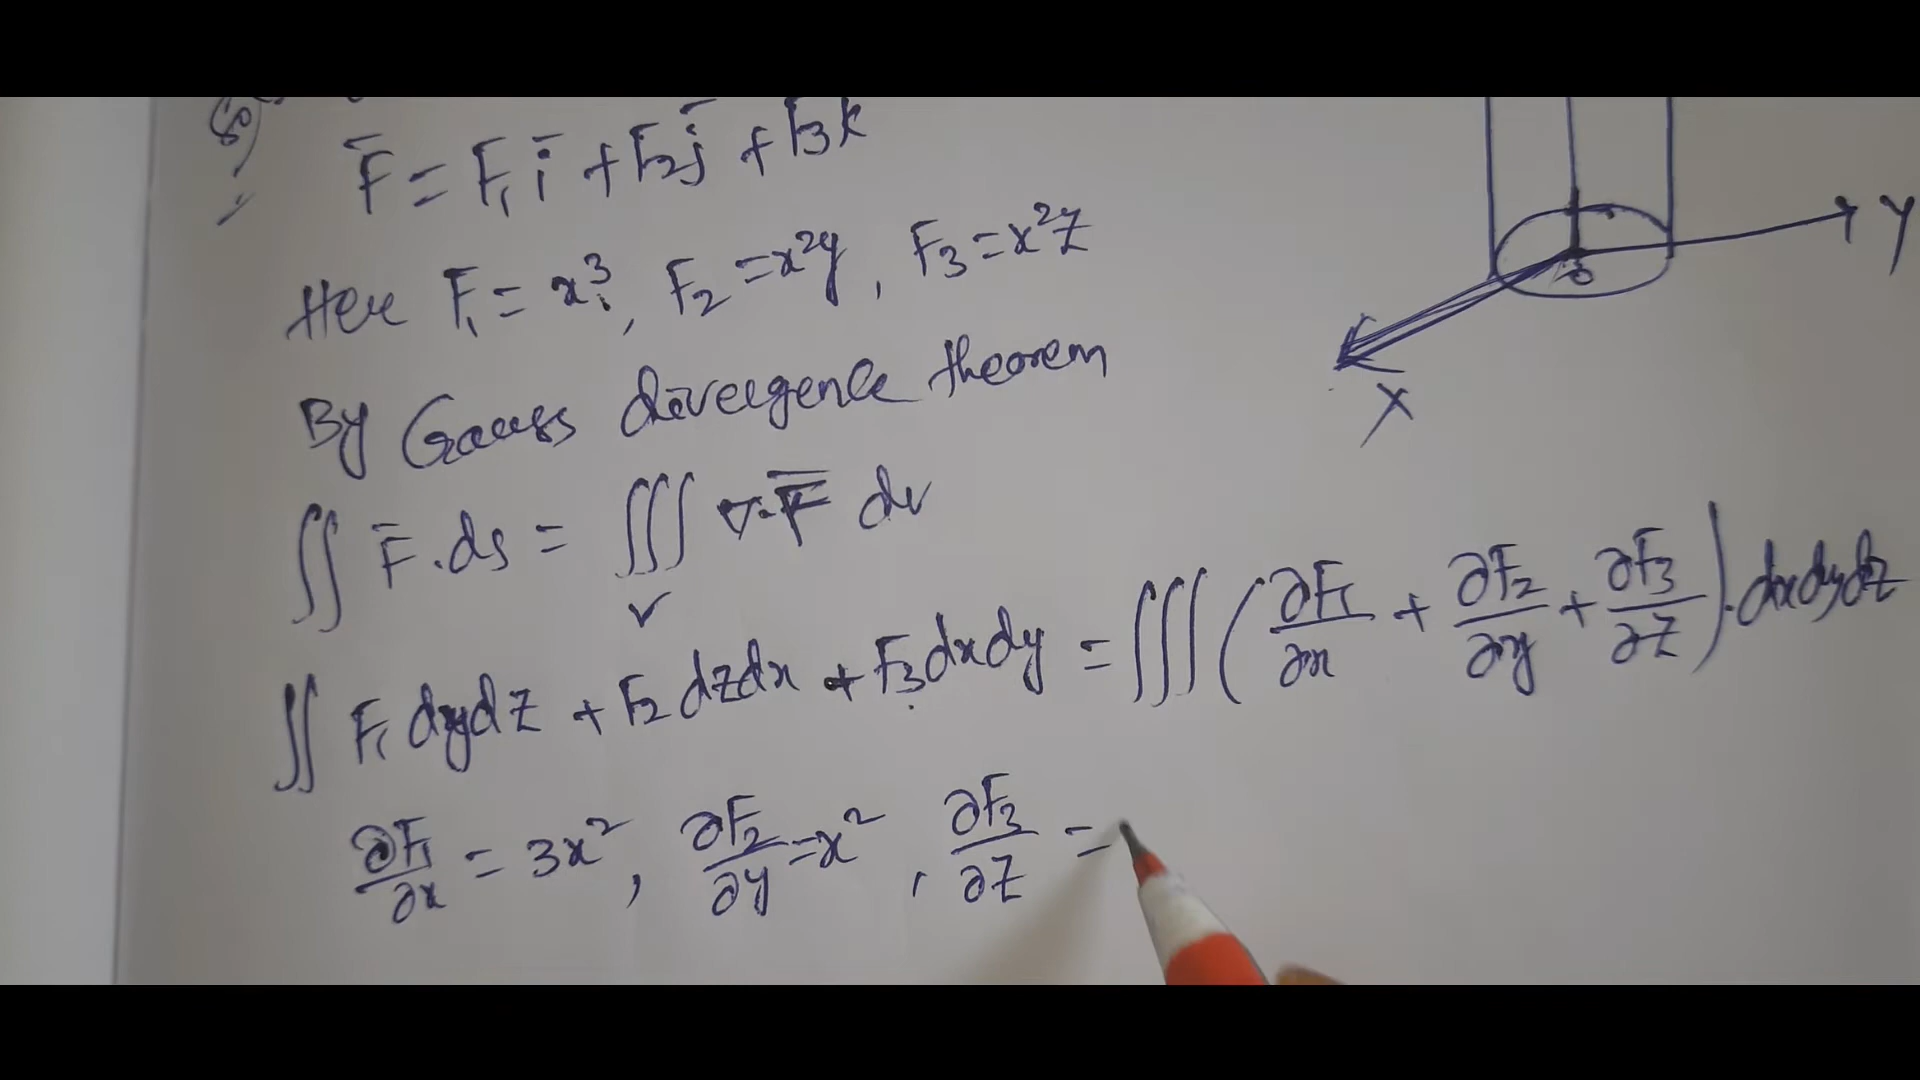 F̄ = F₁ī + F₂j̄ + F₃k
Here F₁ = x³, F₂ = x²y, F₃ = x²z
By Gauss divergence theorem
∬ F̄.ds = ∭ ∇.F̄ dv
V
∬ F₁ dydz + F₂ dzdx + F₃ dxdy = ∭ (∂F₁/∂x + ∂F₂/∂y + ∂F₃/∂z). dxdydz
∂F₁/∂x = 3x², ∂F₂/∂y = x², ∂F₃/∂z =
Y
O
X